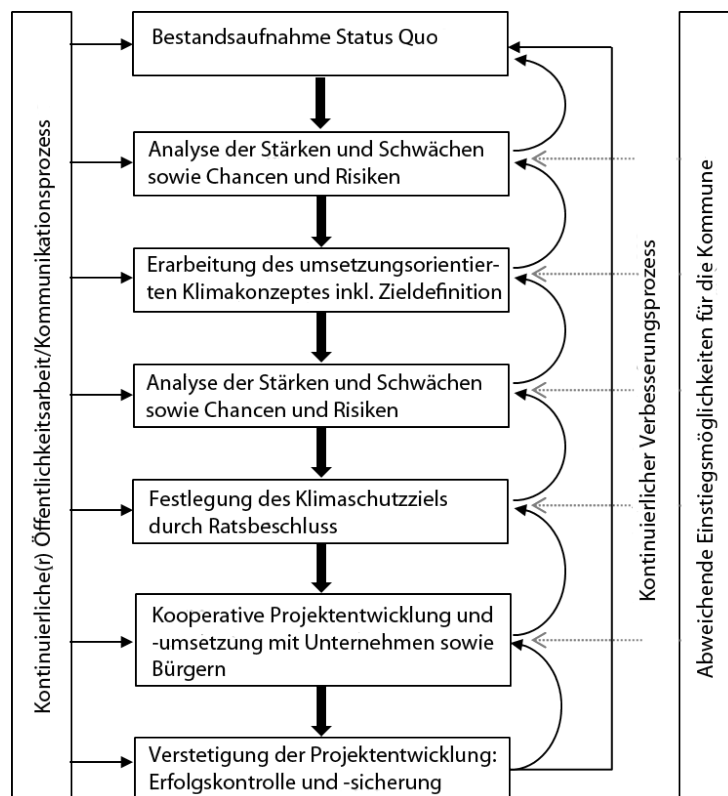 Kontinuierliche(r) Öffentlichkeitsarbeit/Kommunikationsprozess
Bestandsaufnahme Status Quo
Analyse der Stärken und Schwächen
sowie Chancen und Risiken
Erarbeitung des umsetzungsorientier-
ten Klimakonzeptes inkl. Zieldefinition
Analyse der Stärken und Schwächen
sowie Chancen und Risiken
Festlegung des Klimaschutzziels
durch Ratsbeschluss
Kooperative Projektentwicklung und
-umsetzung mit Unternehmen sowie
Bürgern
Verstetigung der Projektentwicklung:
Erfolgskontrolle und -sicherung
Kontinuierlicher Verbesserungsprozess
Abweichende Einstiegsmöglichkeiten für die Kommune